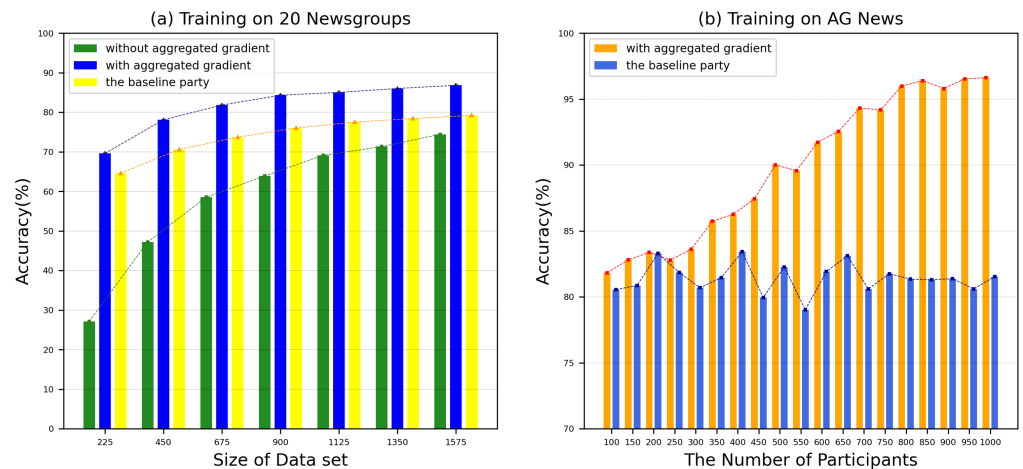 (a) Training on 20 Newsgroups
without aggregated gradient
with aggregated gradient
the baseline party
100
90
80
70
60
50
40
30
20
10
0
Accuracy(%)
225 450 675 900 1125 1350 1575
Size of Data set
(b) Training on AG News
with aggregated gradient
the baseline party
100
95
90
85
80
75
70
Accuracy(%)
100 150 200 250 300 350 400 450 500 550 600 650 700 750 800 850 900 950 1000
The Number of Participants